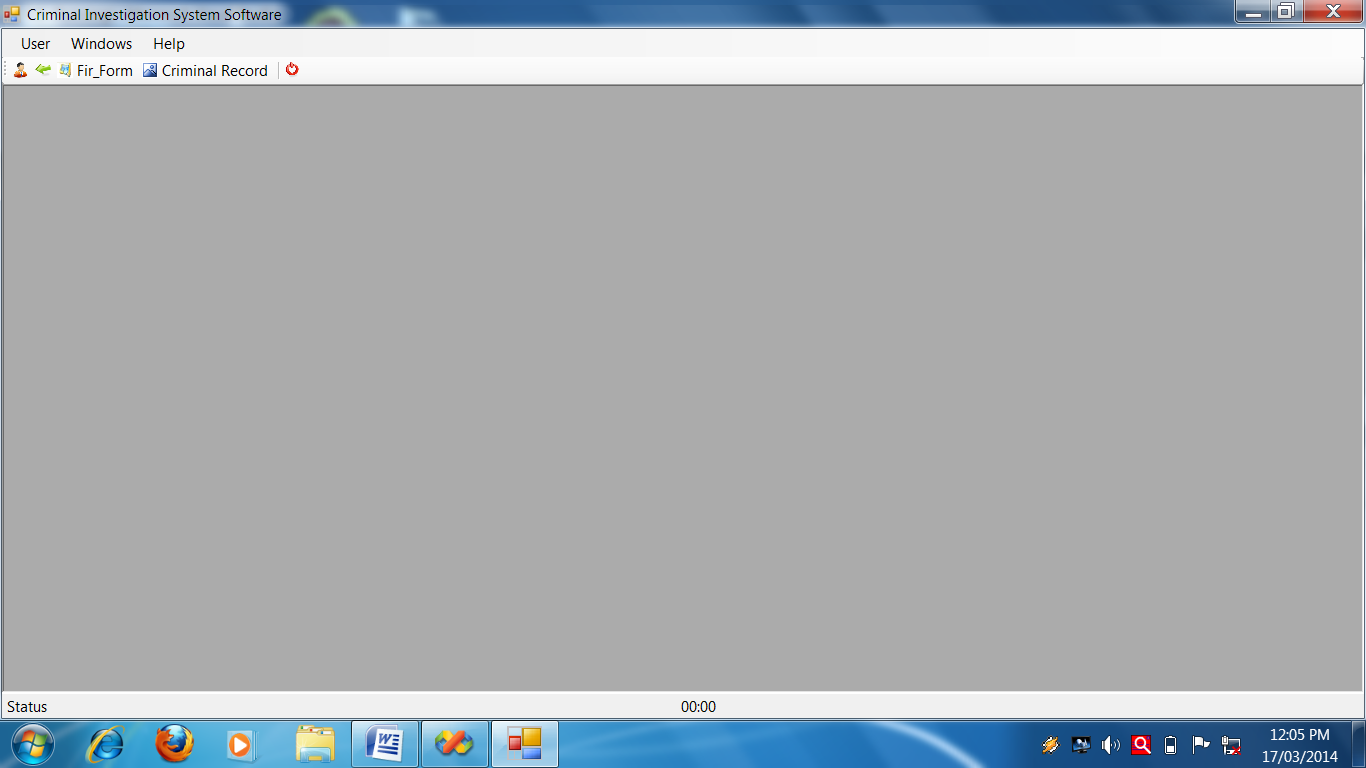 Criminal Investigation System Software
User Windows Help
Fir_Form Criminal Record
Status 00:00
12:05 PM
17/03/2014